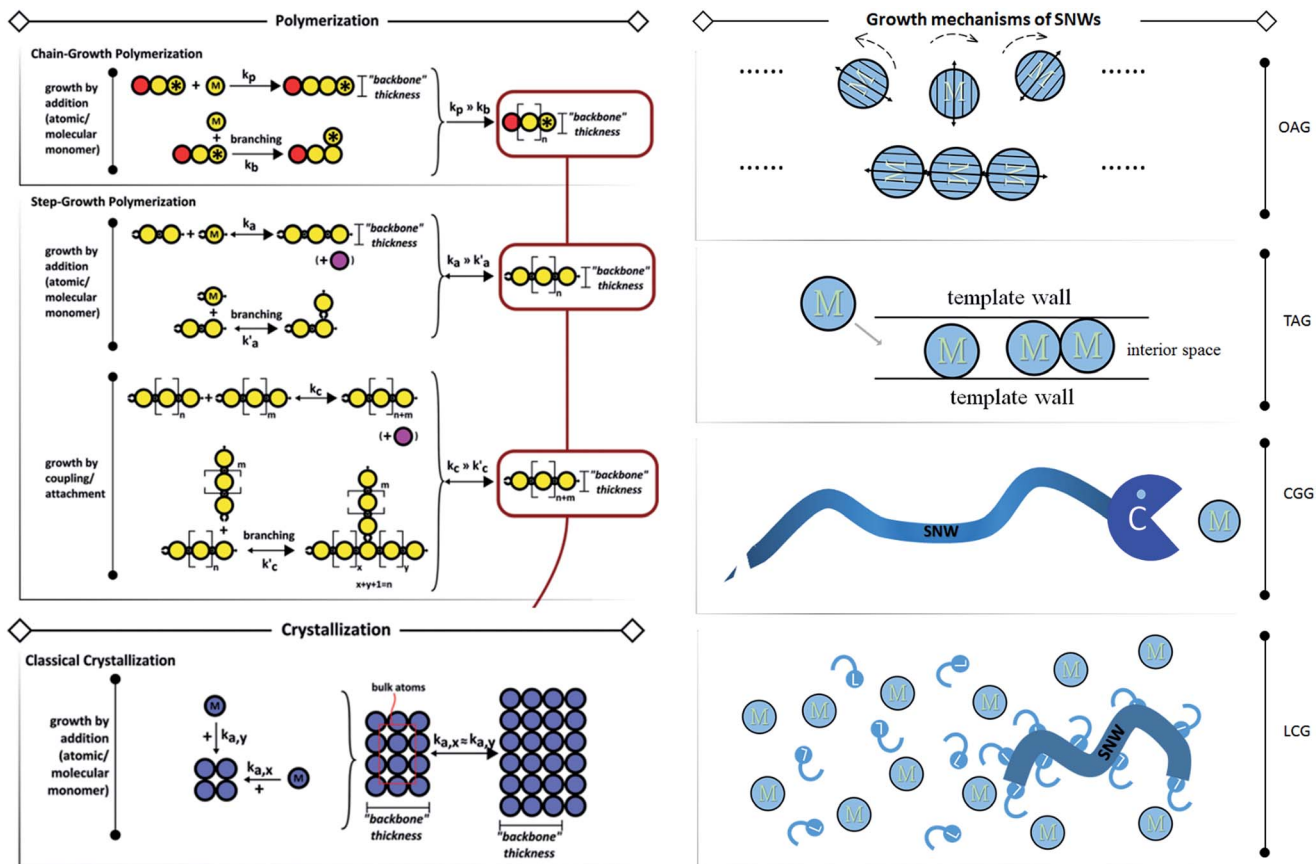 Polymerization
Chain-Growth Polymerization
growth by
addition
(atomic/
molecular
monomer)
* + M
kp
*
"backbone"
thickness
M
+
*
branching
kb
*
kp » kb
*
n
"backbone"
thickness
Step-Growth Polymerization
growth by
addition
(atomic/
molecular
monomer)
+ M
ka
"backbone"
thickness
(+ )
M
+
branching
k'a
ka » k'a
n
"backbone"
thickness
growth by
coupling/
attachment
n
+
m
kc
n+m
(+ )
m
+
n
branching
k'c
m
x
y
x+y+1=n
kc » k'c
n+m
"backbone"
thickness
Crystallization
Classical Crystallization
growth by
addition
(atomic/
molecular
monomer)
M
+
ka,y
ka,x
+
M
bulk atoms
"backbone"
thickness
ka,x≈ka,y
"backbone"
thickness
Growth mechanisms of SNWs
......
M
M
M
......
......
M
M
M
......
OAG
M
template wall
M
M
M
interior space
template wall
TAG
SNW
C
M
CGG
M
M
M
M
M
M
M
M
M
M
M
M
M
L
L
L
L
L
L
L
SNW
LCG